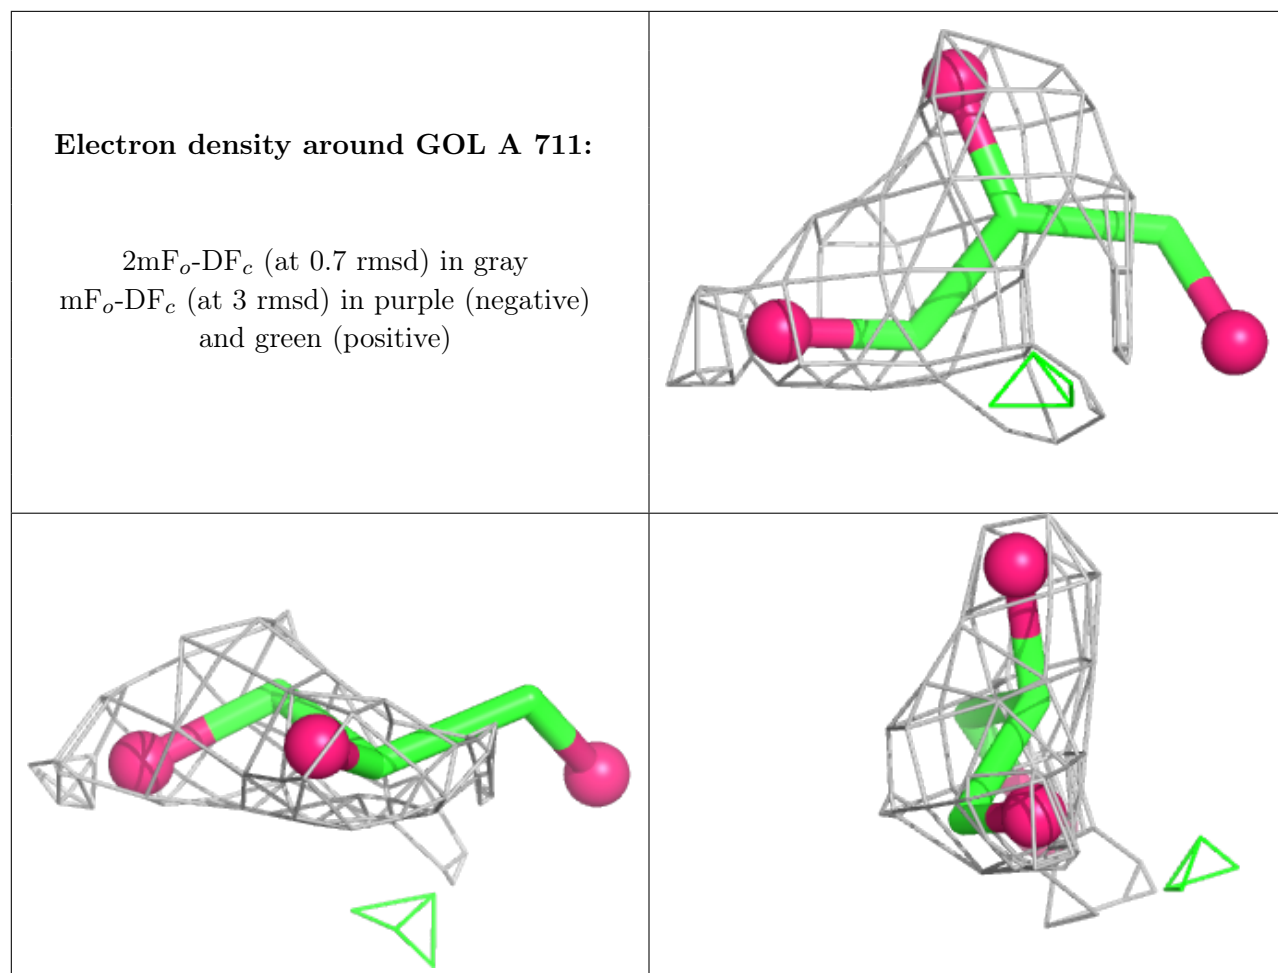 Electron density around GOL A 711:
2mFo-DFc (at 0.7 rmsd) in gray
mFo-DFc (at 3 rmsd) in purple (negative)
and green (positive)